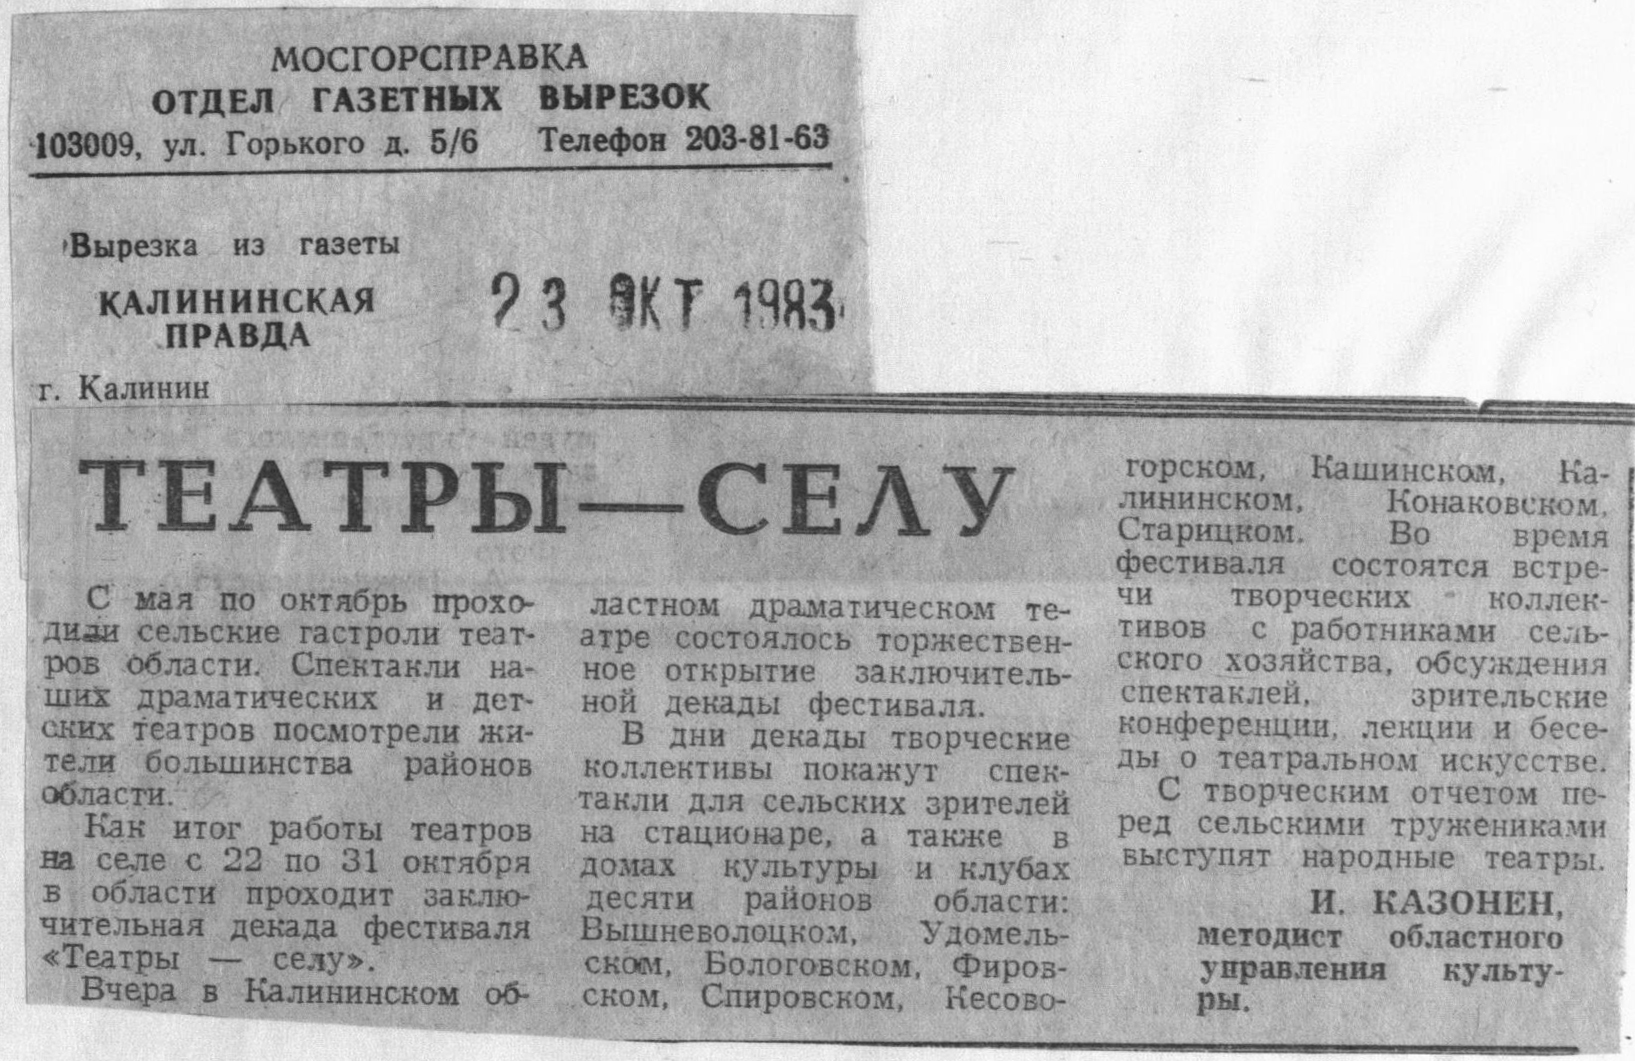 МОСГОРСПРАВКА
ОТДЕЛ ГАЗЕТНЫХ ВЫРЕЗОК
103009, ул. Горького д. 5/6 Телефон 203-81-63
Вырезка из газеты
КАЛИНИНСКАЯ
ПРАВДА
23 ОКТ 1983
г. Калинин
ТЕАТРЫ — СЕЛУ
С мая по октябрь прохо-
дили сельские гастроли теат-
ров области. Спектакли на-
ших драматических и дет-
ских театров посмотрели жи-
тели большинства районов
области.
Как итог работы театров
на селе с 22 по 31 октября
в области проходит заклю-
чительная декада фестиваля
«Театры — селу».
Вчера в Калининском об-
ластном драматическом те-
атре состоялось торжествен-
ное открытие заключитель-
ной декады фестиваля.
В дни декады творческие
коллективы покажут спек-
такли для сельских зрителей
на стационаре, а также в
домах культуры и клубах
десяти районов области:
Вышневолоцком, Удомель-
ском, Бологовском, Фиров-
ском, Спировском, Кесово-
горском, Кашинском, Ка-
лининском, Конаковском,
Старицком. Во время
фестиваля состоятся встре-
чи творческих коллек-
тивов с работниками сель-
ского хозяйства, обсуждения
спектаклей, зрительские
конференции, лекции и бесе-
ды о театральном искусстве.
С творческим отчетом пе-
ред сельскими тружениками
выступят народные театры.
И. КАЗОНЕН,
методист областного
управления культу-
ры.